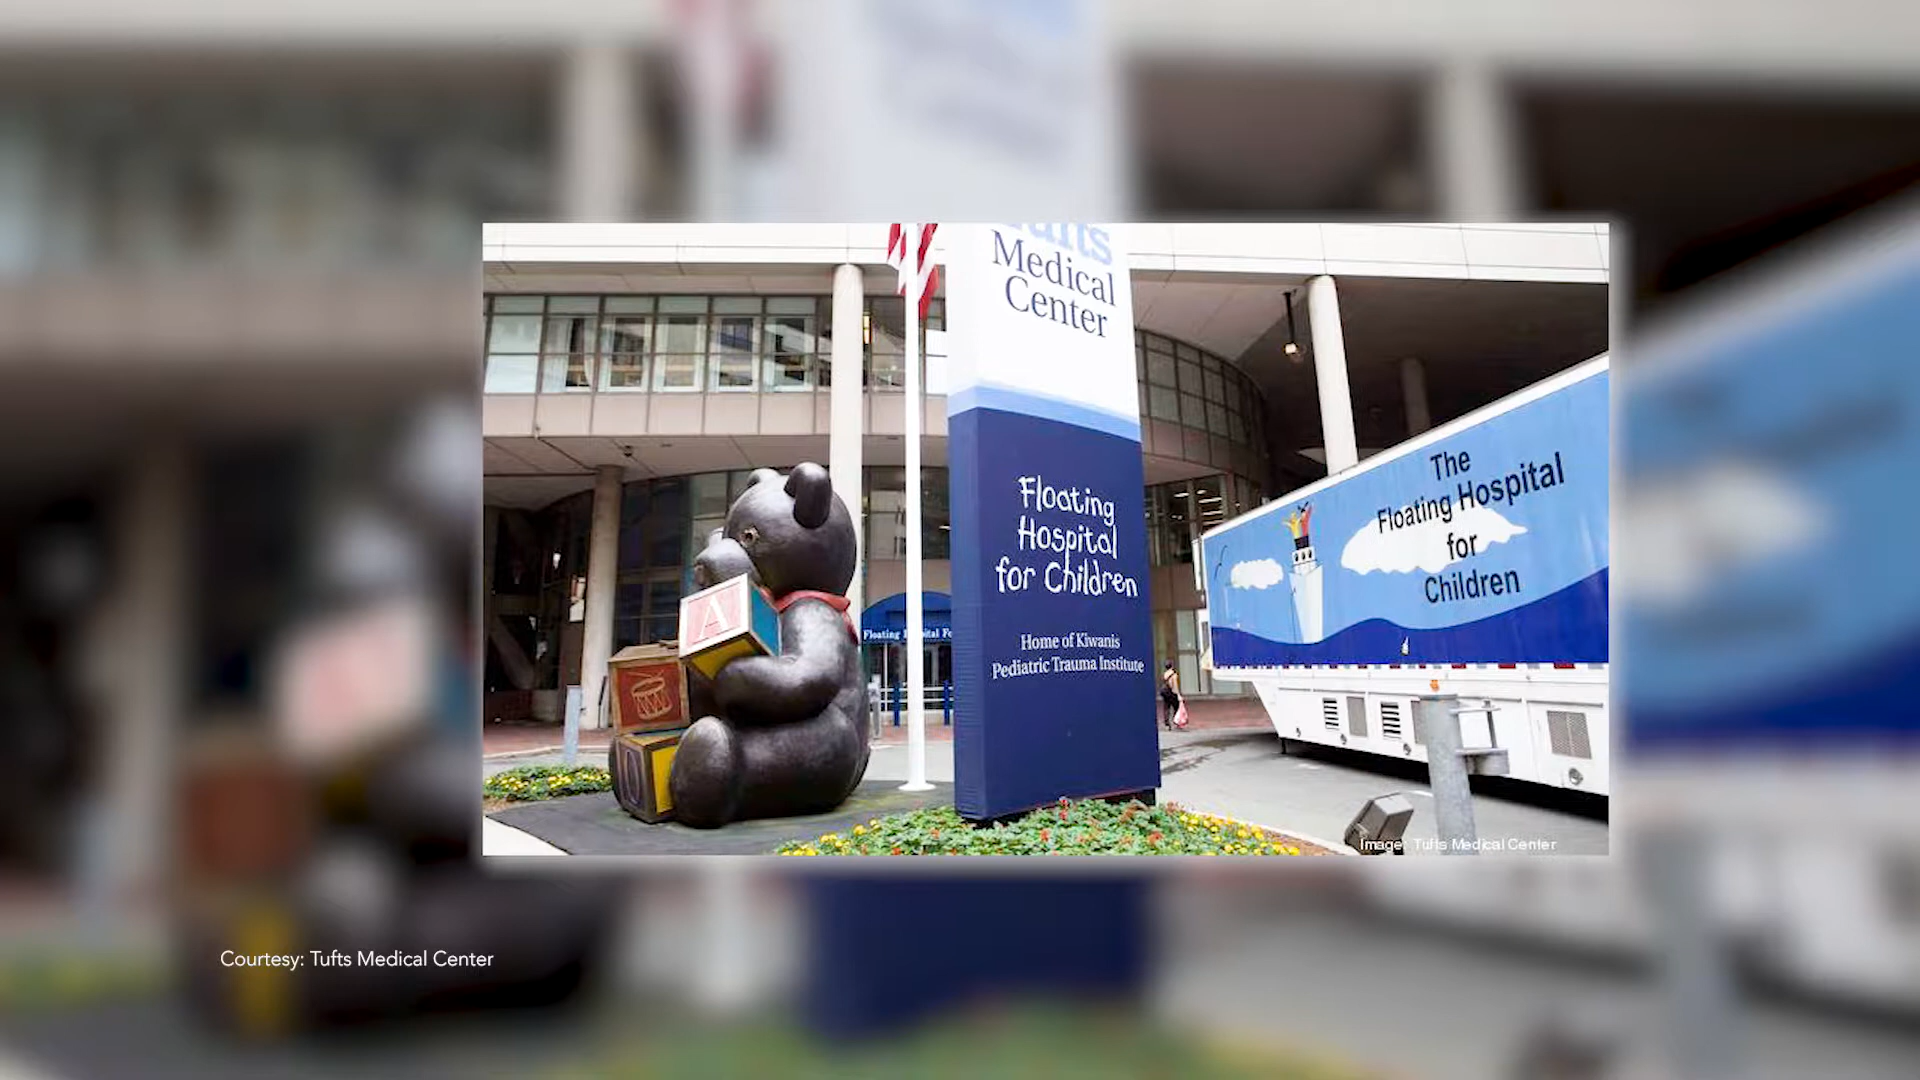 Tufts
Medical
Center
Floating
Hospital
for Children
Home of Kiwanis
Pediatric Trauma Institute
The
Floating Hospital
for
Children
A
Image: Tufts Medical Center
Courtesy: Tufts Medical Center